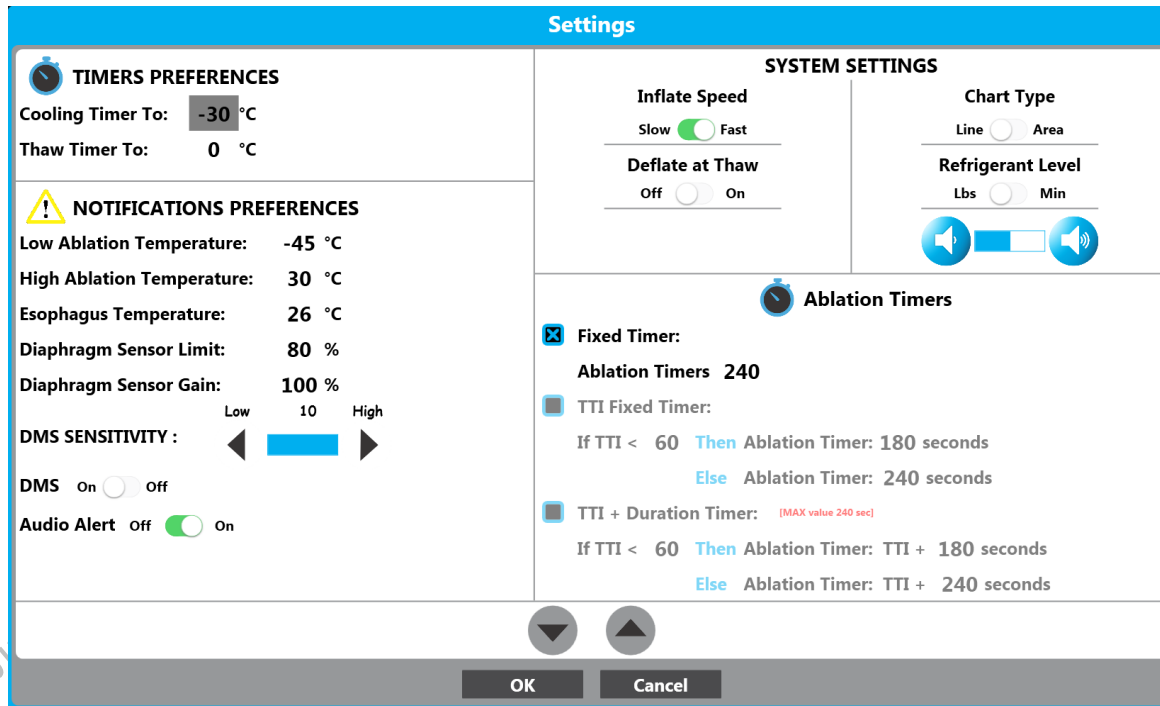 Settings
TIMERS PREFERENCES
Cooling Timer To: -30 °C
Thaw Timer To: 0 °C
NOTIFICATIONS PREFERENCES
Low Ablation Temperature: -45 °C
High Ablation Temperature: 30 °C
Esophagus Temperature: 26 °C
Diaphragm Sensor Limit: 80 %
Diaphragm Sensor Gain: 100 %
Low 10 High
DMS SENSITIVITY :
DMS On Off
Audio Alert Off On
SYSTEM SETTINGS
Inflate Speed
Slow Fast
Deflate at Thaw
Off On
Chart Type
Line Area
Refrigerant Level
Lbs Min
Ablation Timers
Fixed Timer:
Ablation Timers 240
TTI Fixed Timer:
If TTI < 60 Then Ablation Timer: 180 seconds
Else Ablation Timer: 240 seconds
TTI + Duration Timer: [MAX value 240 sec]
If TTI < 60 Then Ablation Timer: TTI + 180 seconds
Else Ablation Timer: TTI + 240 seconds
OK Cancel